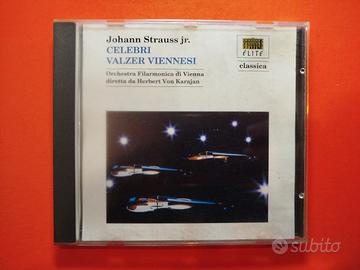 Johann Strauss jr.
CELEBRI
VALZER VIENNESI
Orchestra Filarmonica di Vienna
diretta da Herbert Von Karajan
ELITE
classica
subito